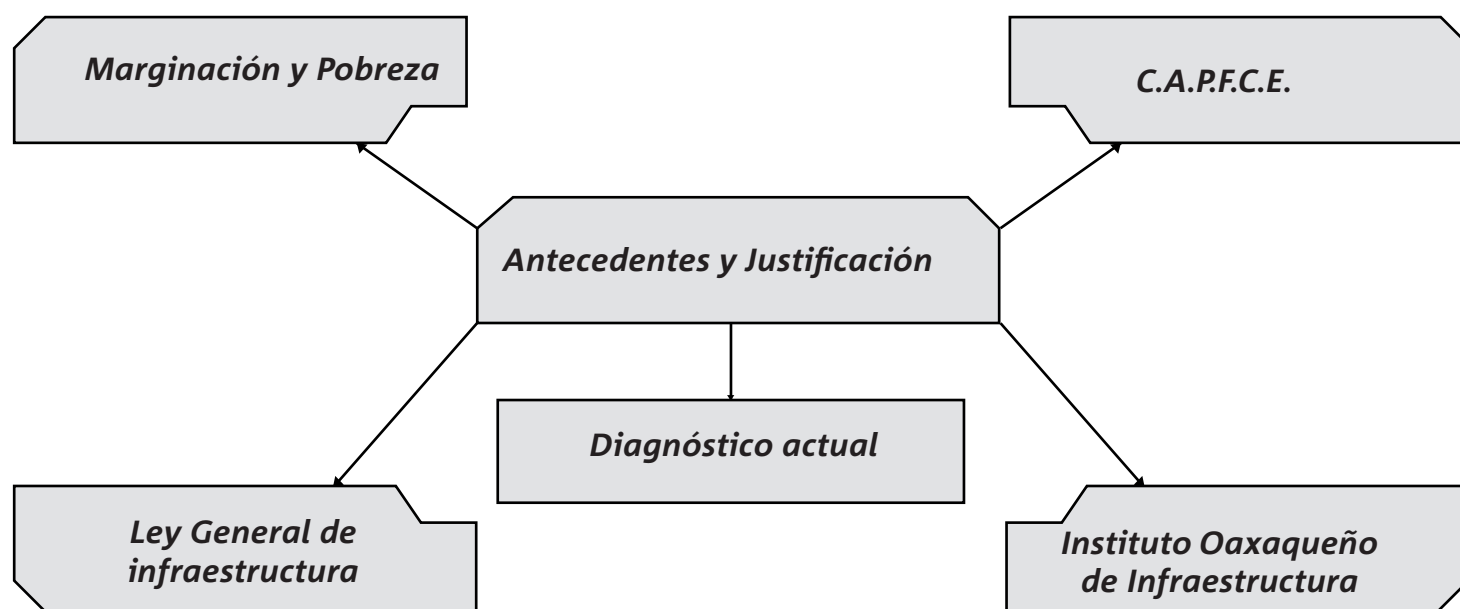 Marginación y Pobreza
C.A.P.F.C.E.
Antecedentes y Justificación
Diagnóstico actual
Ley General de
infraestructura
Instituto Oaxaqueño
de Infraestructura